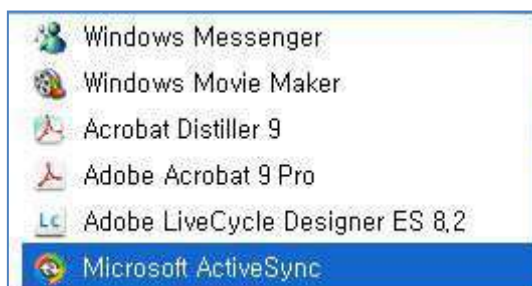 Windows Messenger
Windows Movie Maker
Acrobat Distiller 9
Adobe Acrobat 9 Pro
LC Adobe LiveCycle Designer ES 8.2
Microsoft ActiveSync